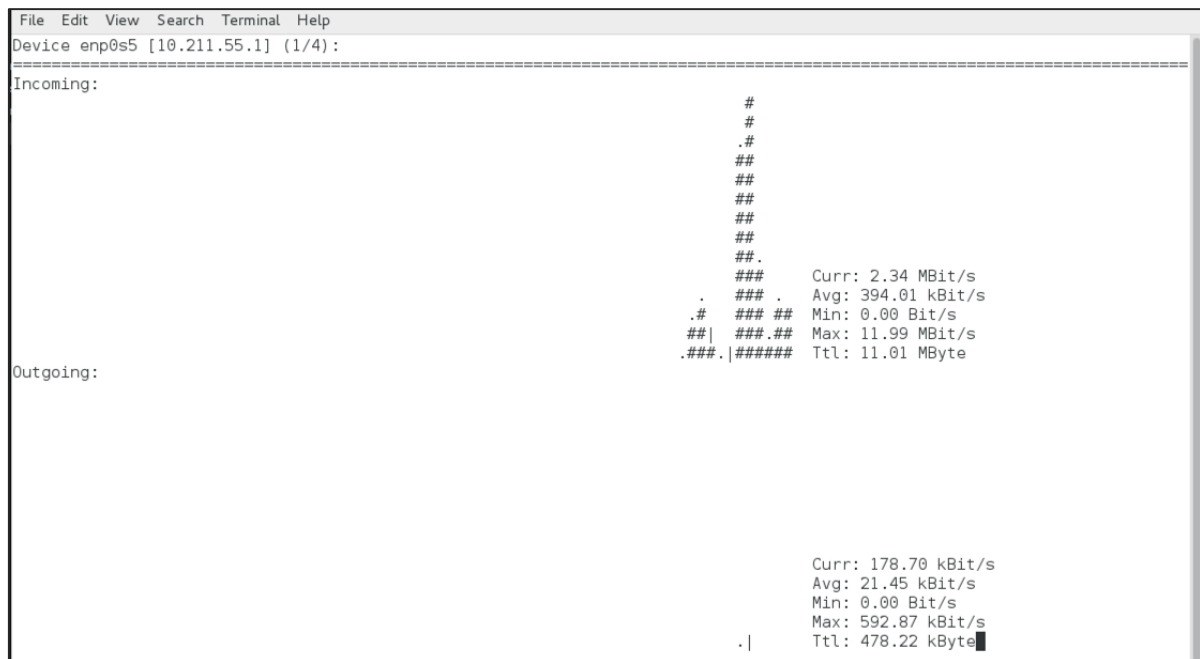 File Edit View Search Terminal Help
Device enp0s5 [10.211.55.1] (1/4):
========================================================================================================================
Incoming:
#
#
.#
##
##
##
##
##
##.
### Curr: 2.34 MBit/s
. ### . Avg: 394.01 kBit/s
.# ### ## Min: 0.00 Bit/s
##| ###.## Max: 11.99 MBit/s
.###.|###### Ttl: 11.01 MByte
Outgoing:
Curr: 178.70 kBit/s
Avg: 21.45 kBit/s
Min: 0.00 Bit/s
Max: 592.87 kBit/s
.| Ttl: 478.22 kByte